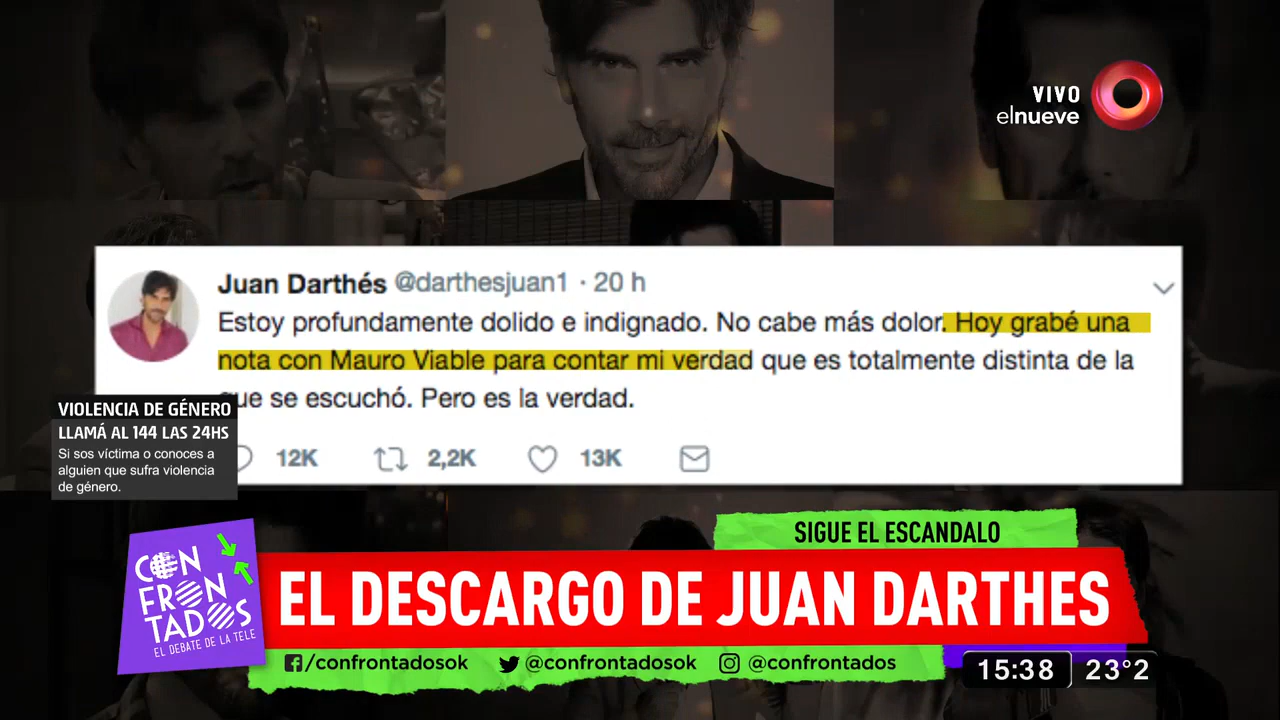 VIVO
elnueve
Juan Darthés @darthesjuan1 · 20 h
Estoy profundamente dolido e indignado. No cabe más dolor. Hoy grabé una
nota con Mauro Viable para contar mi verdad que es totalmente distinta de la
que se escuchó. Pero es la verdad.
12K 2,2K 13K
VIOLENCIA DE GÉNERO
LLAMÁ AL 144 LAS 24HS
Si sos víctima o conoces a
alguien que sufra violencia
de género.
SIGUE EL ESCANDALO
CON
FRON
TADOS
EL DEBATE DE LA TELE
EL DESCARGO DE JUAN DARTHES
/confrontadosok @confrontadosok @confrontados
15:38 23°2